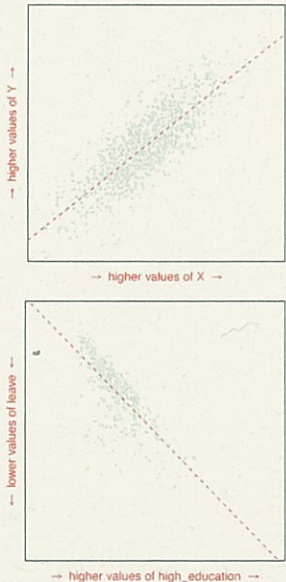 → higher values of Y →
→ higher values of X →
← lower values of leave ←
→ higher values of high_education →